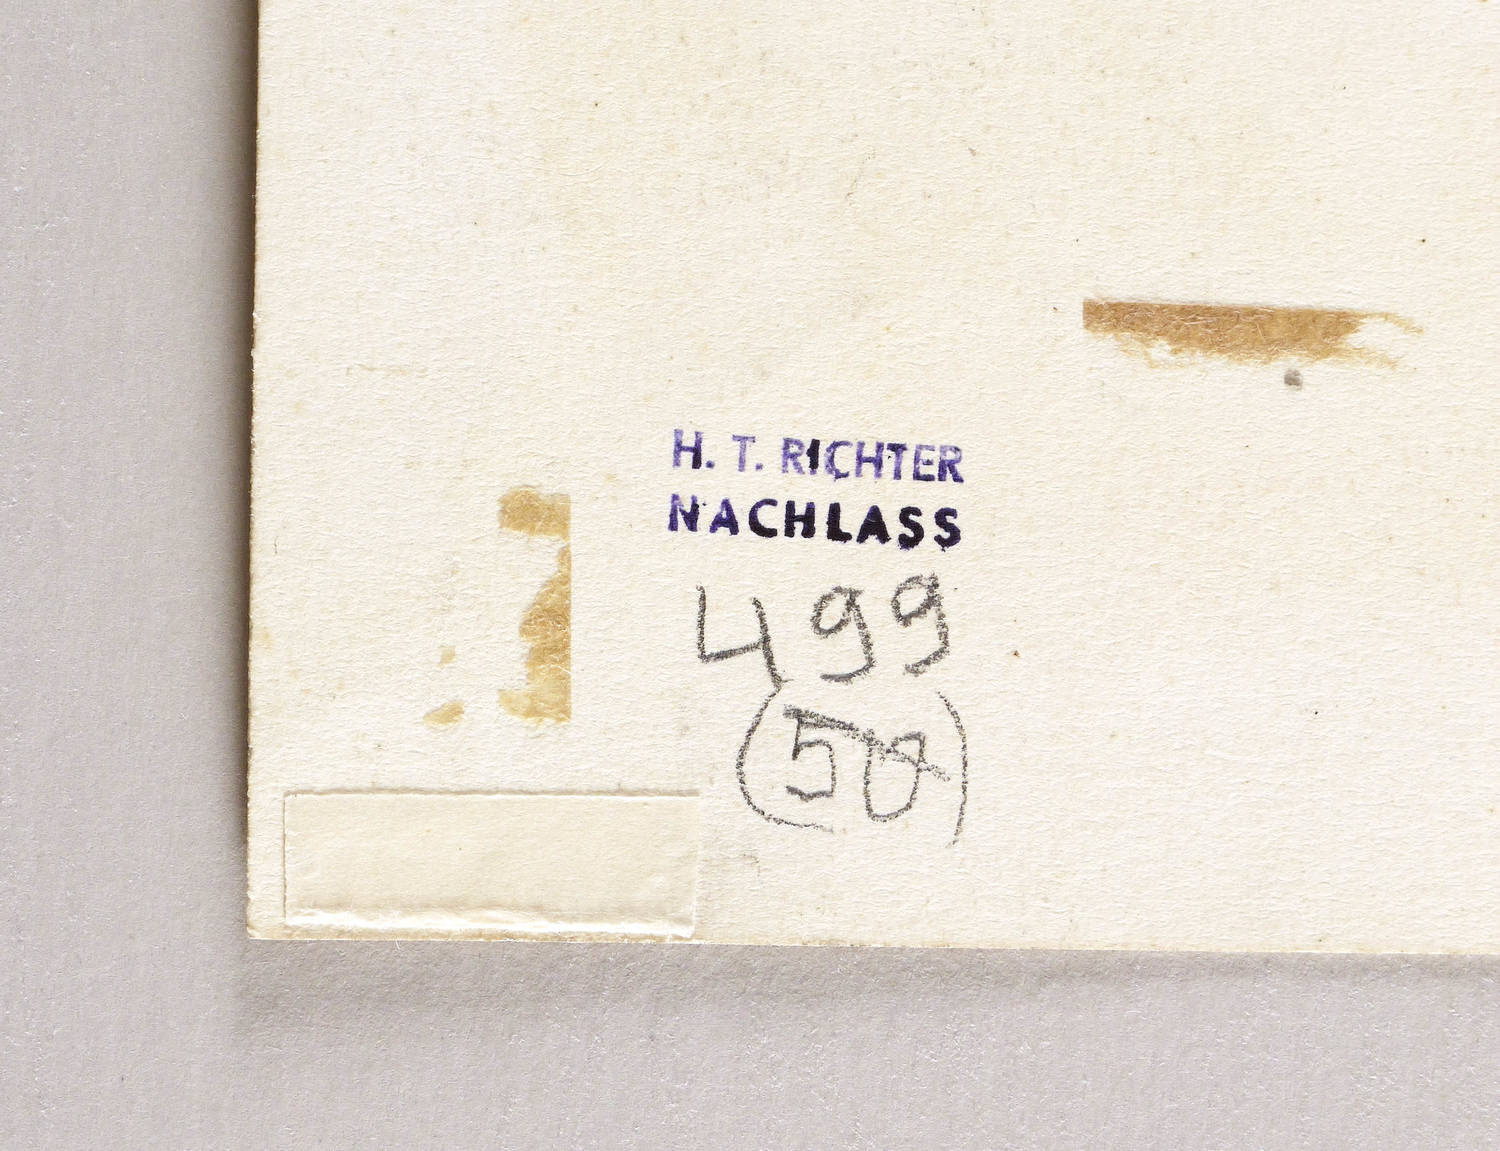 H. T. RICHTER
NACHLASS
499
(50)